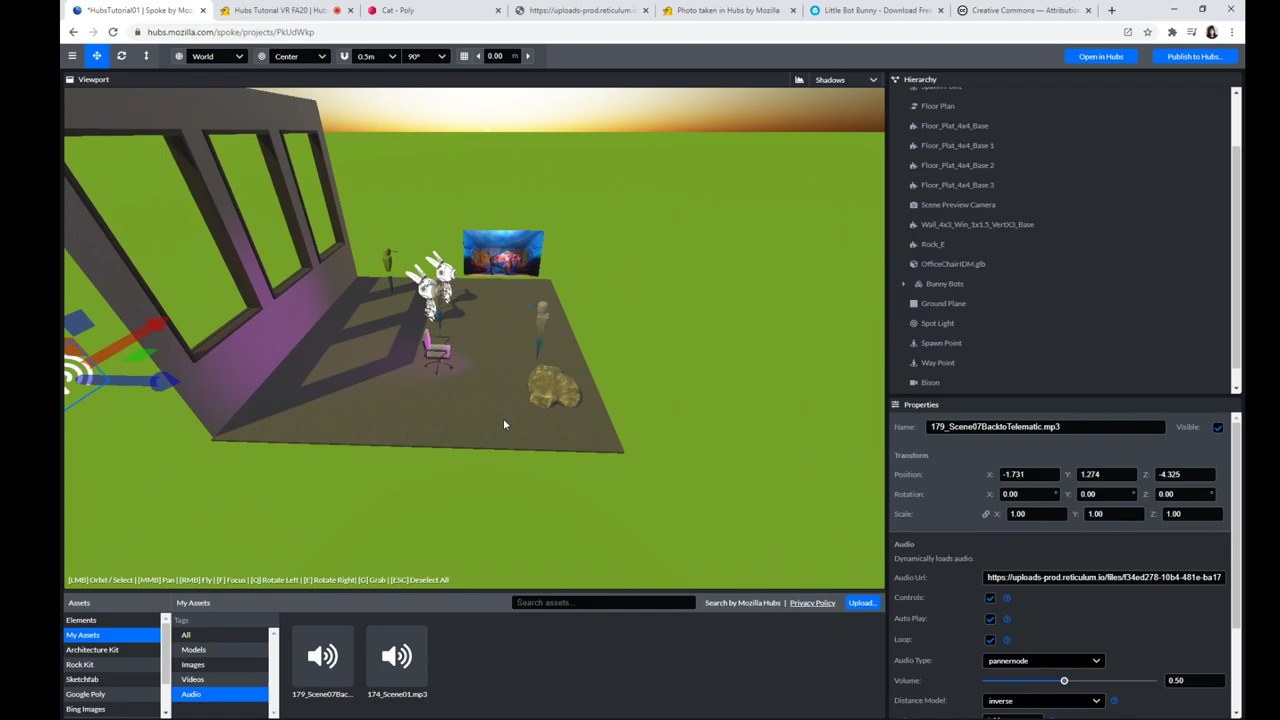 *HubsTutorial01 | Spoke by Moz
Hubs Tutorial VR FA20 | Hubs
Cat - Poly
https://uploads-prod.reticulum.i
Photo taken in Hubs by Mozilla
Little Bot Bunny - Download Fre
Creative Commons — Attribution
hubs.mozilla.com/spoke/projects/PkUdWkp
World
Center
0.5m
90°
0.00 m
Open in Hubs
Publish to Hubs...
Viewport
Shadows
Hierarchy
Spawn Point
Floor Plan
Floor_Plat_4x4_Base
Floor_Plat_4x4_Base 1
Floor_Plat_4x4_Base 2
Floor_Plat_4x4_Base 3
Scene Preview Camera
Wall_4x3_Win_1x1.5_VertX3_Base
Rock_E
OfficeChairIDM.glb
Bunny Bots
Ground Plane
Spot Light
Spawn Point
Way Point
Bison
Properties
Name: 179_Scene07BacktoTelematic.mp3 Visible:
Transform
Position: X: -1.731 Y: 1.274 Z: -4.325
Rotation: X: 0.00 ° Y: 0.00 ° Z: 0.00 °
Scale: X: 1.00 Y: 1.00 Z: 1.00
Audio
Dynamically loads audio.
Audio Url: https://uploads-prod.reticulum.io/files/f34ed278-10b4-481e-ba17
Controls:
Auto Play:
Loop:
Audio Type: pannernode
Volume: 0.50
Distance Model: inverse
[LMB] Orbit / Select | [MMB] Pan | [RMB] Fly | [F] Focus | [Q] Rotate Left | [E] Rotate Right | [G] Grab | [ESC] Deselect All
Assets
My Assets
Search assets...
Search by Mozilla Hubs | Privacy Policy
Upload...
Elements
My Assets
Architecture Kit
Rock Kit
Sketchfab
Google Poly
Bing Images
Tags
All
Models
Images
Videos
Audio
179_Scene07Bac...
174_Scene01.mp3